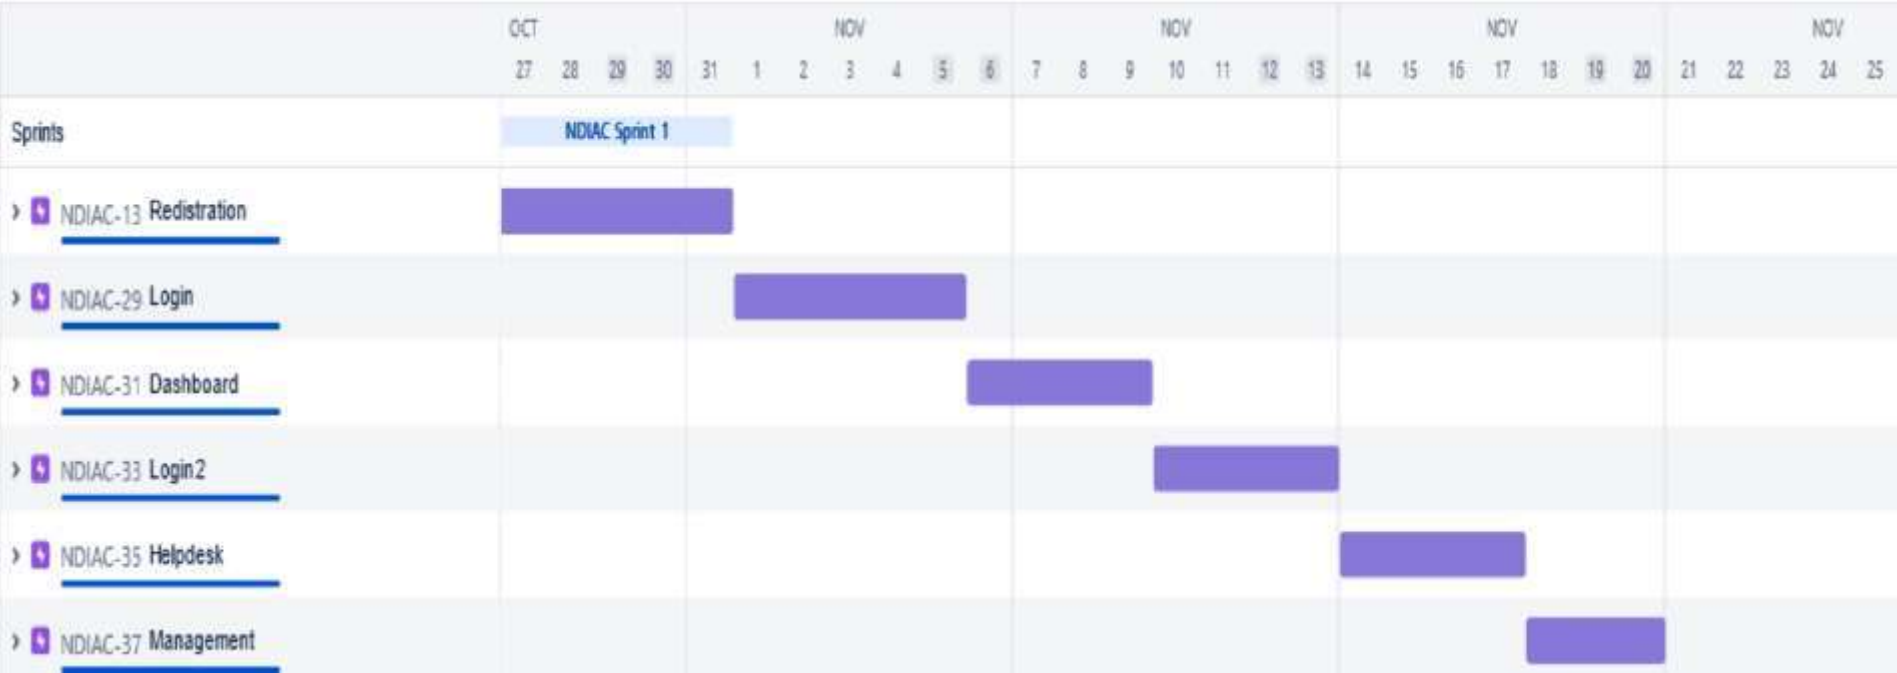 OCT NOV NOV NOV NOV
27 28 29 30 31 1 2 3 4 5 6 7 8 9 10 11 12 13 14 15 16 17 18 19 20 21 22 23 24 25
Sprints NDIAC Sprint 1
NDIAC-13 Redistration
NDIAC-29 Login
NDIAC-31 Dashboard
NDIAC-33 Login2
NDIAC-35 Helpdesk
NDIAC-37 Management